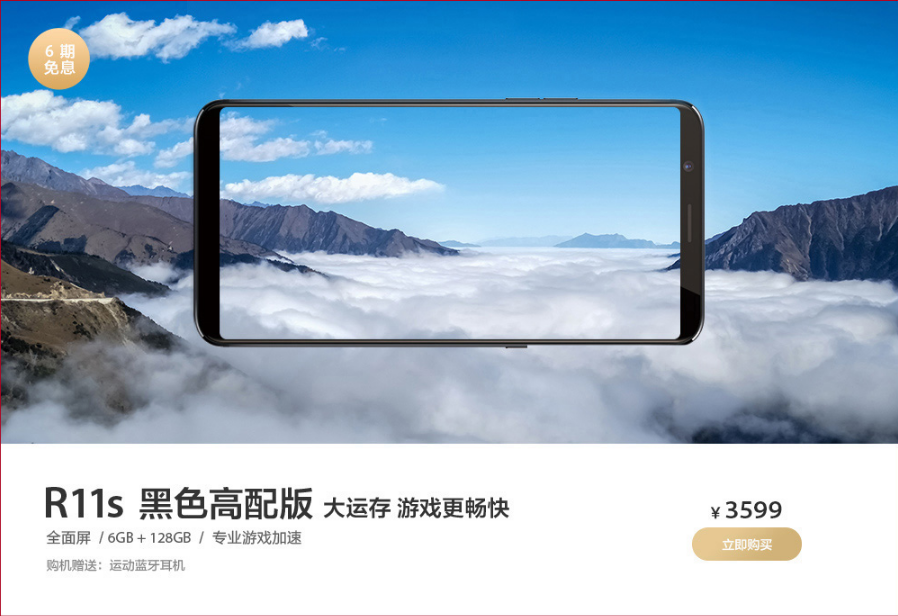 6 期
免息
R11s 黑色高配版 大运存 游戏更畅快
全面屏 / 6GB + 128GB / 专业游戏加速
购机赠送：运动蓝牙耳机
¥ 3599
立即购买